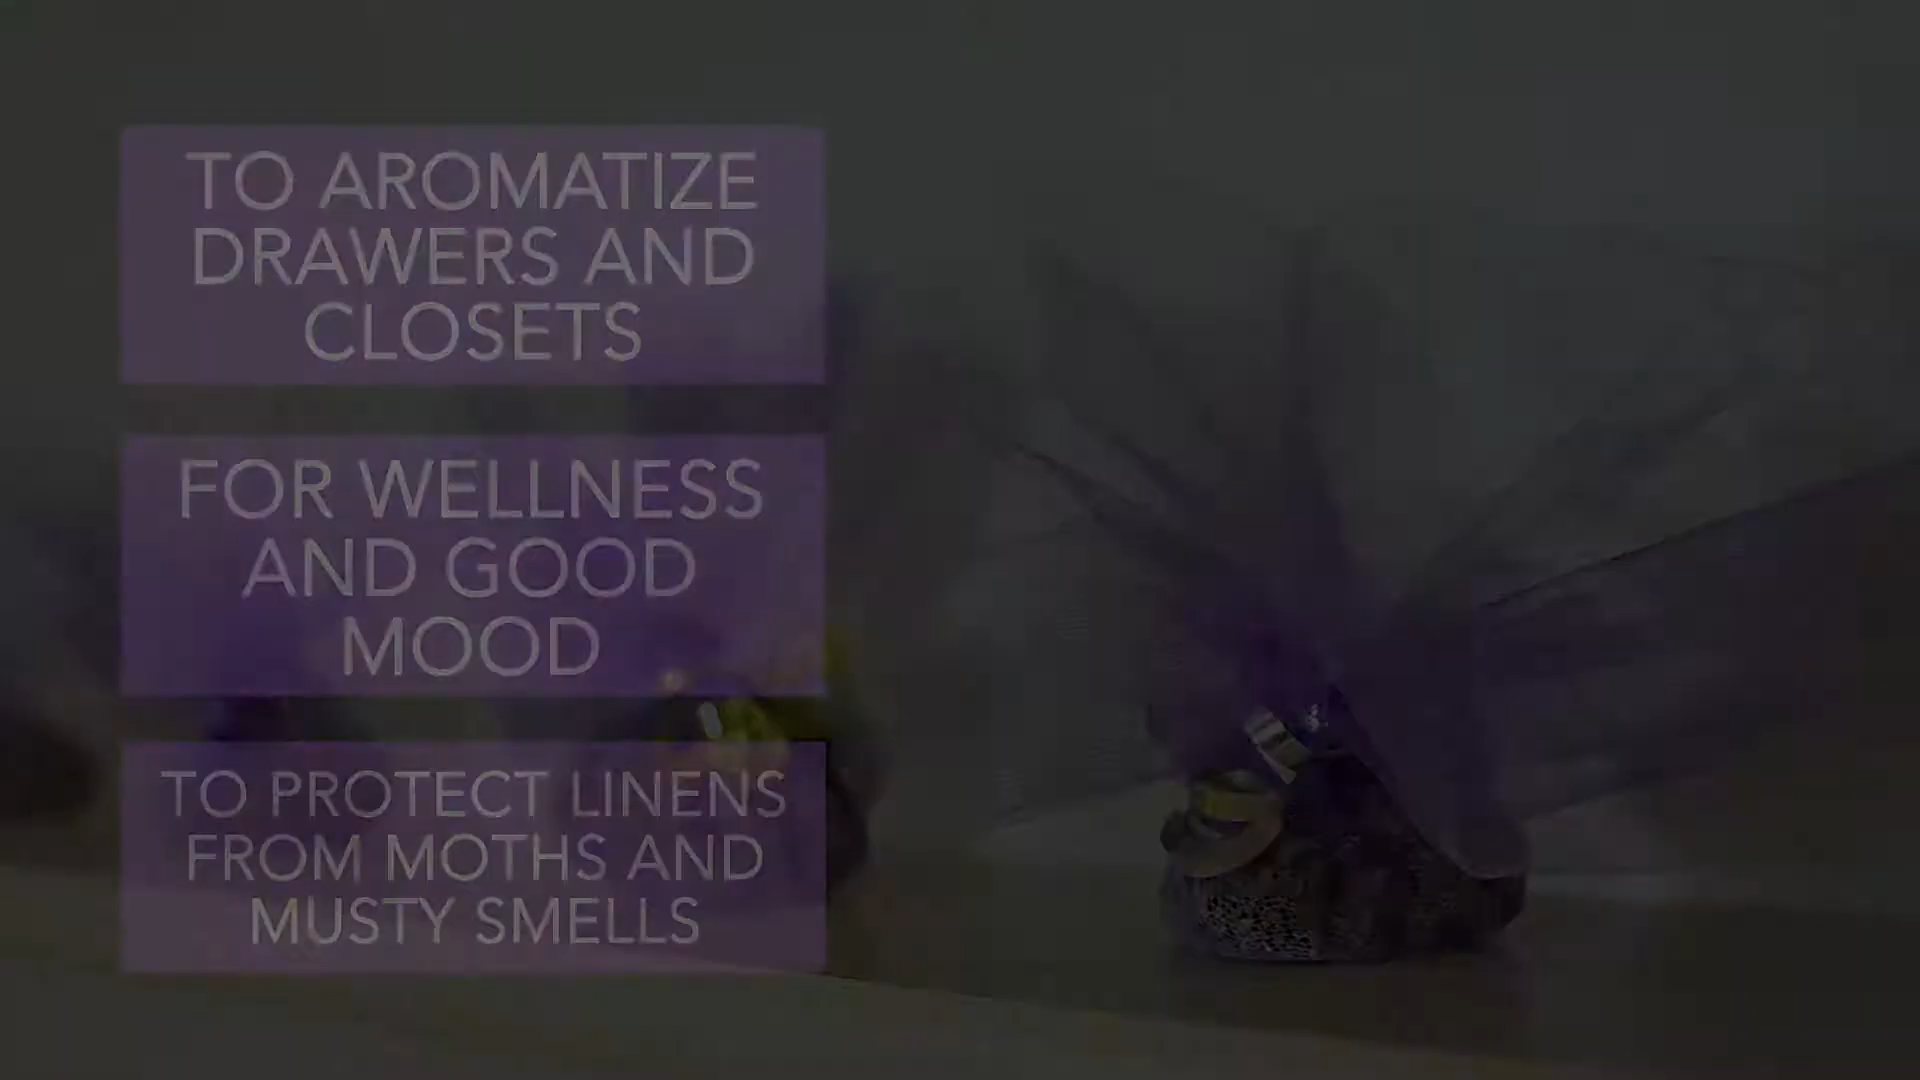 TO AROMATIZE
DRAWERS AND
CLOSETS
FOR WELLNESS
AND GOOD
MOOD
TO PROTECT LINENS
FROM MOTHS AND
MUSTY SMELLS